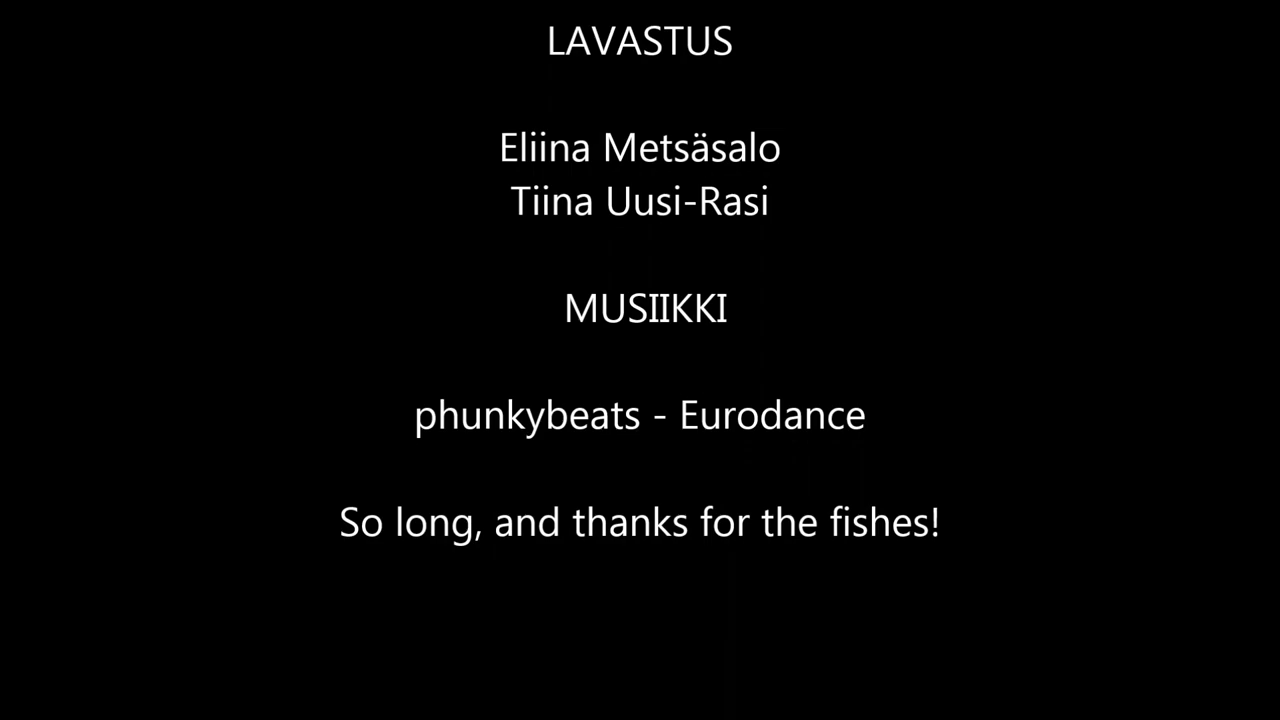 LAVASTUS
Eliina Metsäsalo
Tiina Uusi-Rasi
MUSIIKKI
phunkybeats - Eurodance
So long, and thanks for the fishes!